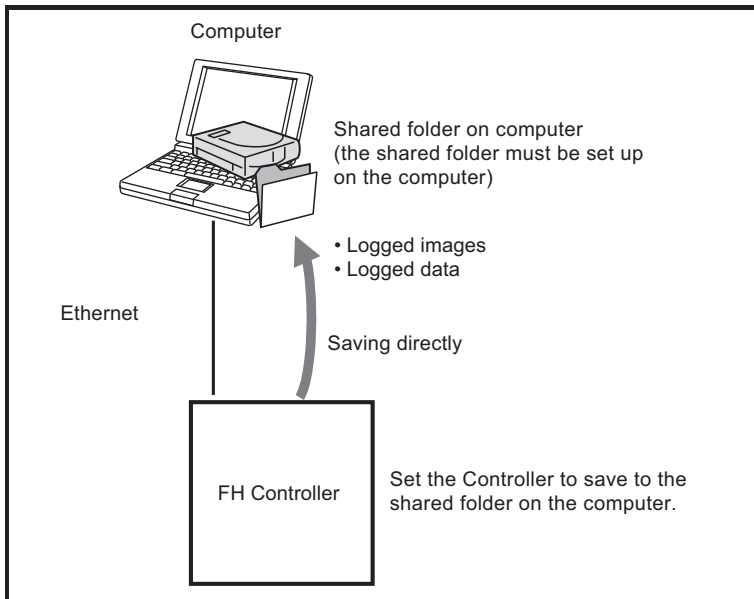 Computer
Shared folder on computer
(the shared folder must be set up
on the computer)
• Logged images
• Logged data
Ethernet
Saving directly
FH Controller
Set the Controller to save to the
shared folder on the computer.